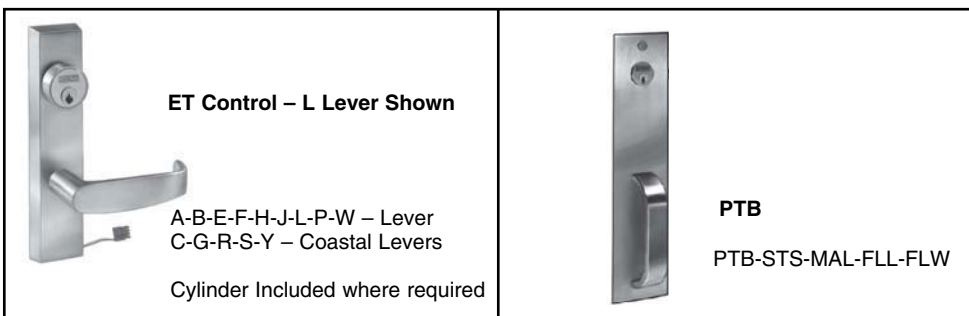 ET Control – L Lever Shown
A-B-E-F-H-J-L-P-W – Lever
C-G-R-S-Y – Coastal Levers
Cylinder Included where required
PTB
PTB-STS-MAL-FLL-FLW